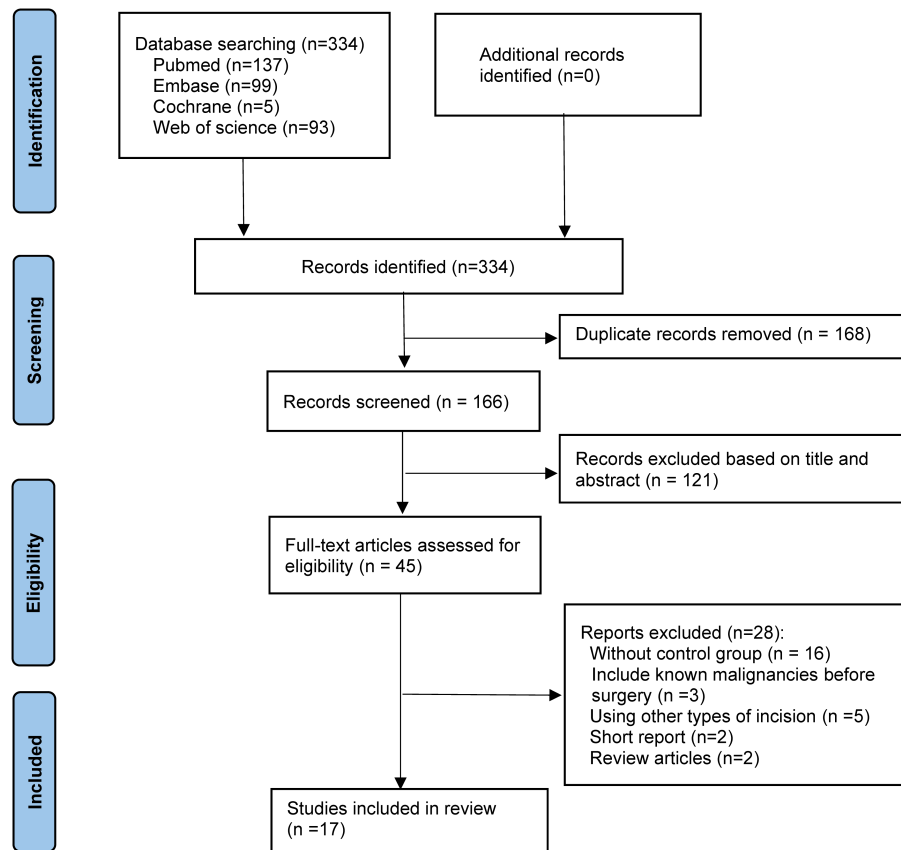 Identification
Database searching (n=334)
Pubmed (n=137)
Embase (n=99)
Cochrane (n=5)
Web of science (n=93)
Additional records
identified (n=0)
Records identified (n=334)
Screening
Duplicate records removed (n = 168)
Records screened (n = 166)
Records excluded based on title and
abstract (n = 121)
Eligibility
Full-text articles assessed for
eligibility (n = 45)
Reports excluded (n=28):
Without control group (n = 16)
Include known malignancies before
surgery (n =3)
Using other types of incision (n =5)
Short report (n=2)
Review articles (n=2)
Included
Studies included in review
(n =17)